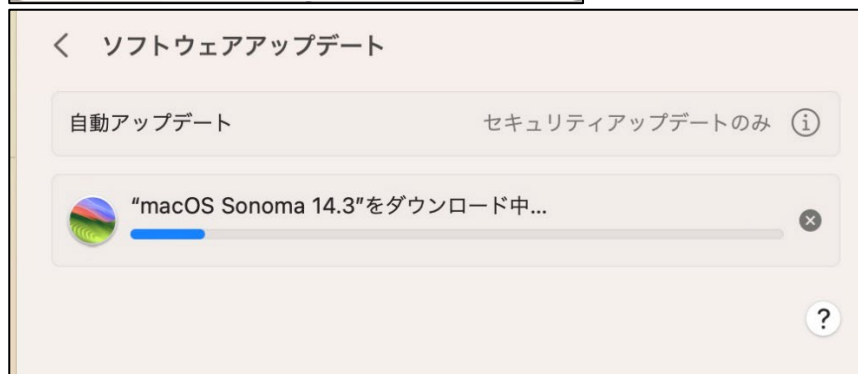 ソフトウェアアップデート
自動アップデート セキュリティアップデートのみ
“macOS Sonoma 14.3”をダウンロード中...
?